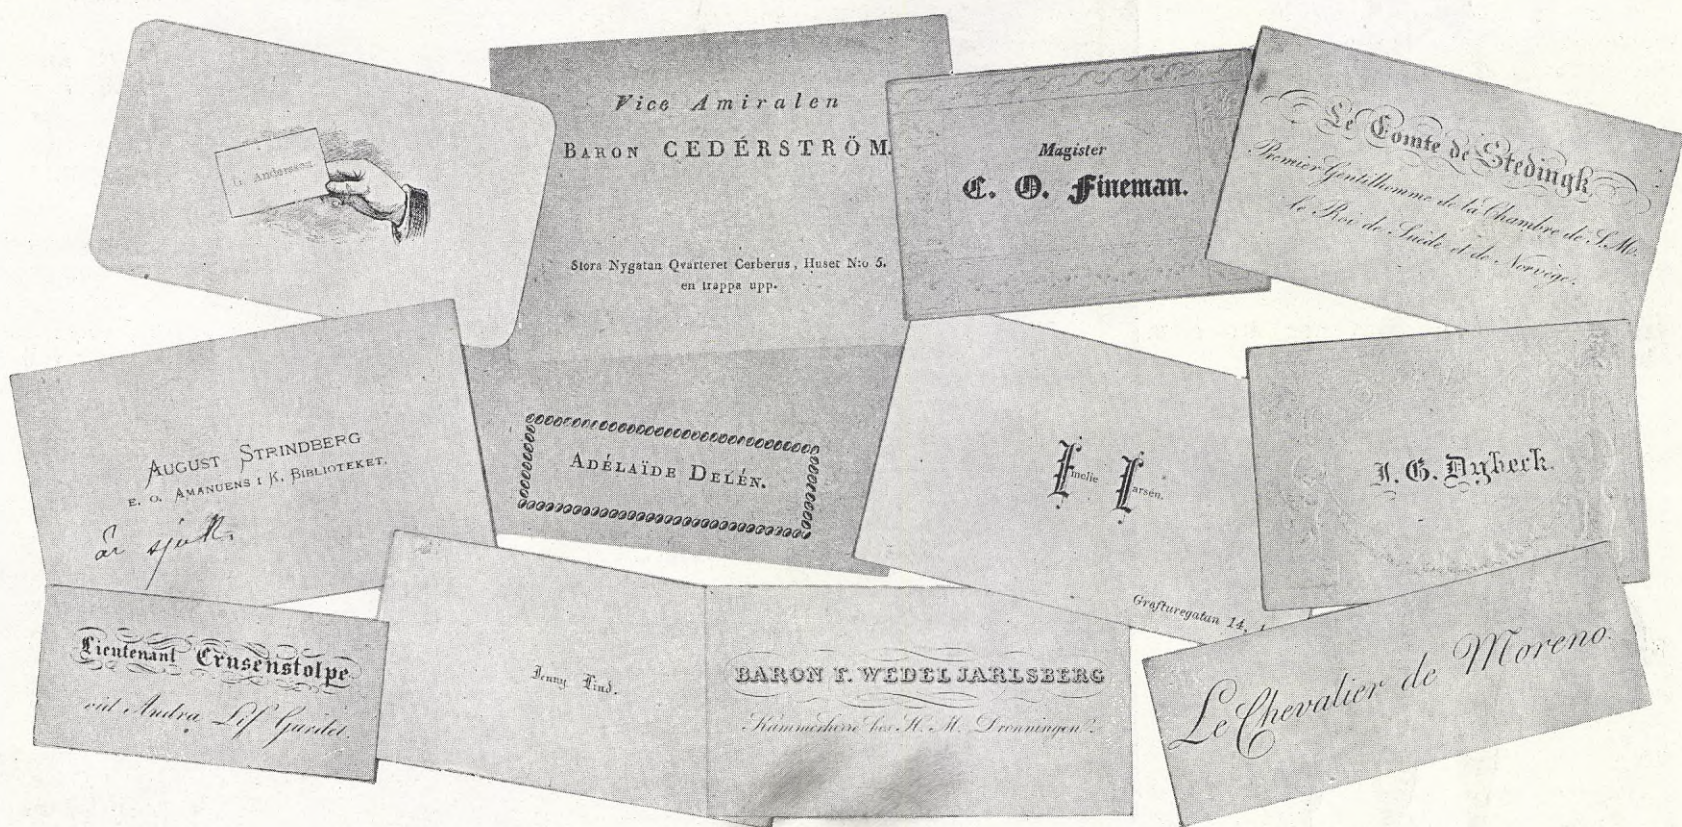 G. Andersson.
Vice Amiralen
BARON CEDÉRSTRÖM.
Stora Nygatan Qvarteret Cerberus, Huset N:o 5.
en trappa upp.
Magister
C. O. Fineman.
Le Comte de Stedingk
Premier Gentilhomme de la Chambre de S. M.
le Roi de Suède et de Norvège.
AUGUST STRINDBERG
E. O. AMANUENS I K. BIBLIOTEKET.
är sjuk.
ADÉLAÏDE DELÉN.
Emelie Larsén.
Grefturegatan 14,
J. G. Dybeck.
Lieutenant Crusenstolpe
vid Andra Lif Gardet.
Jenny Lind.
BARON F. WEDEL JARLSBERG
Kammerherre hos H. M. Dronningen
Le Chevalier de Moreno.